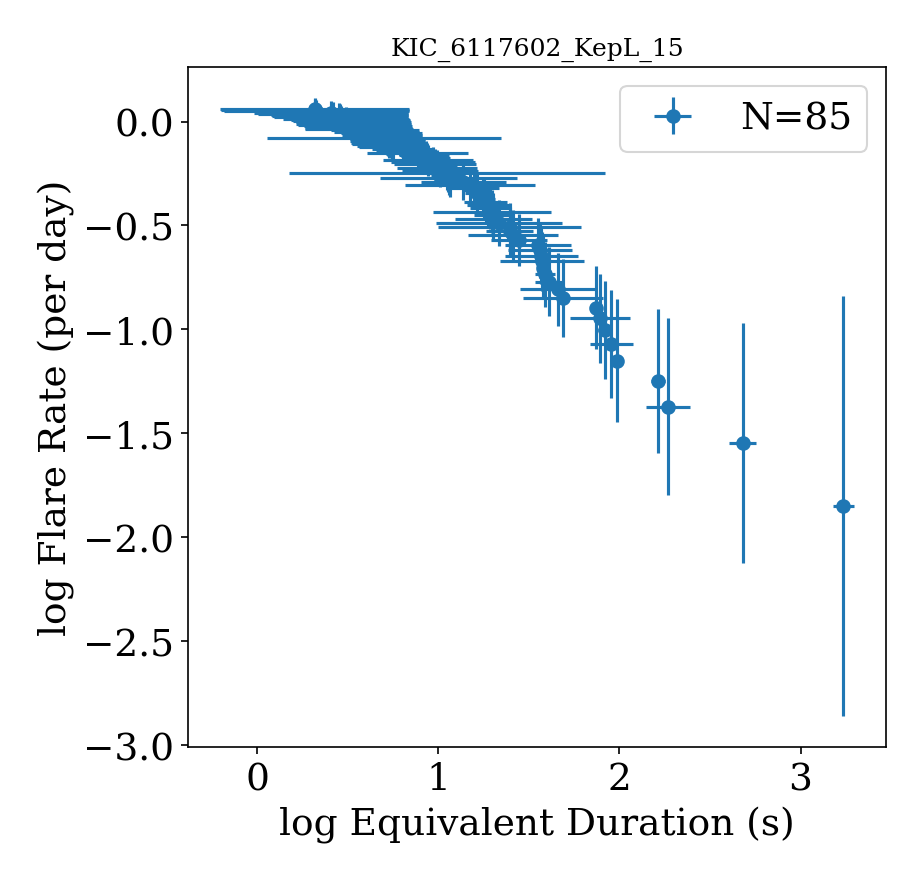 KIC_6117602_KepL_15
N=85
log Flare Rate (per day)
0.0
−0.5
−1.0
−1.5
−2.0
−2.5
−3.0
0 1 2 3
log Equivalent Duration (s)